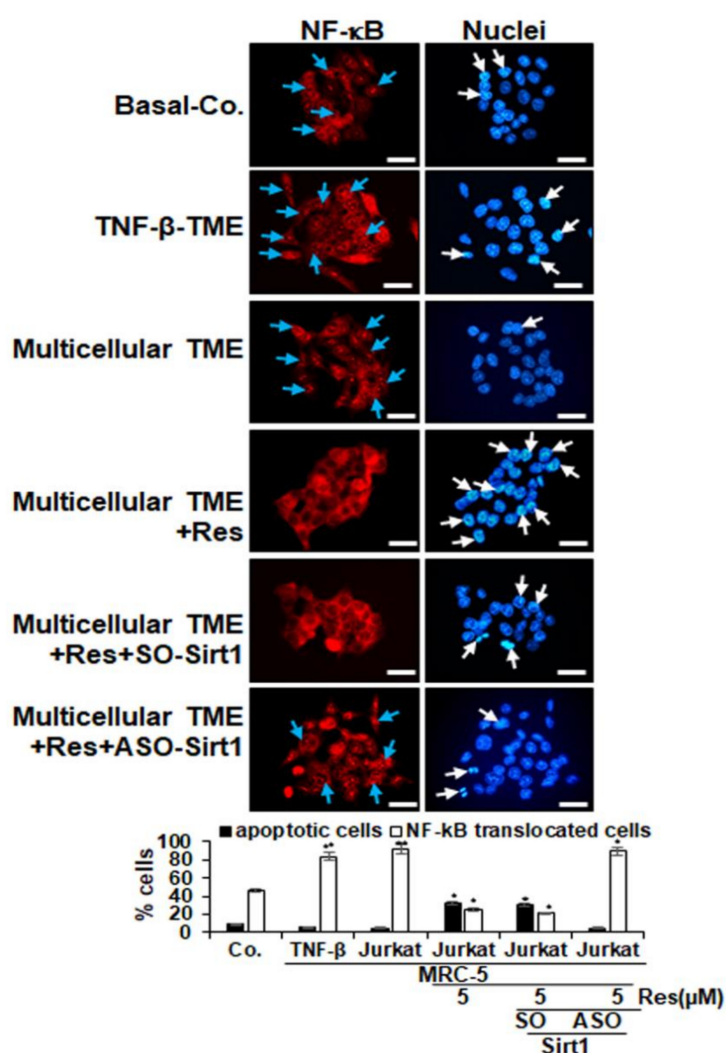 NF-κB Nuclei
Basal-Co.
TNF-β-TME
Multicellular TME
Multicellular TME
+Res
Multicellular TME
+Res+SO-Sirt1
Multicellular TME
+Res+ASO-Sirt1
apoptotic cells NF-kB translocated cells
% cells
100
80
60
40
20
0
** ** * * * * *
Co. TNF-β Jurkat Jurkat Jurkat Jurkat
MRC-5
5 5 5 Res(µM)
SO ASO
Sirt1